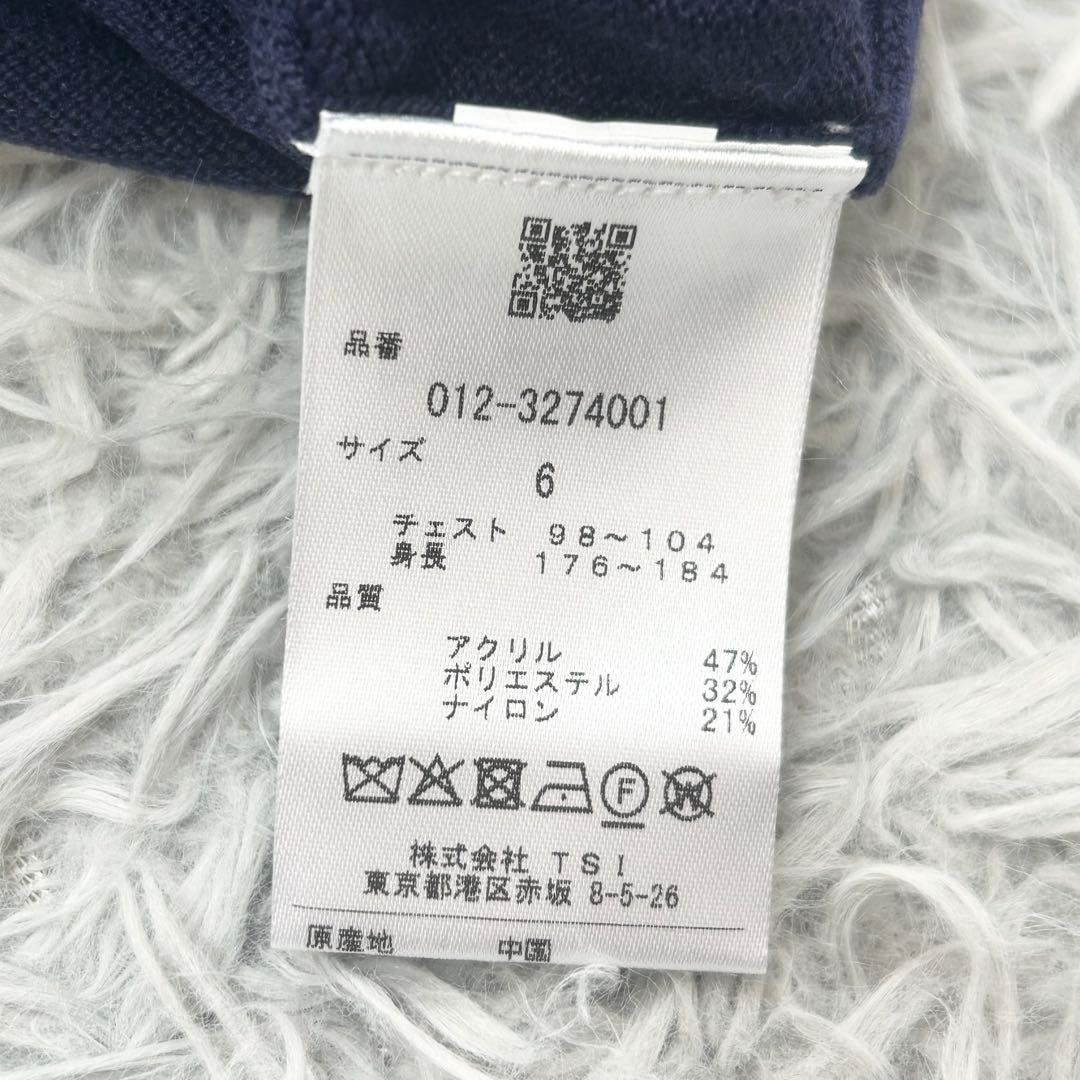 品番
012-3274001
サイズ
6
チェスト 98～104
身長 176～184
品質
アクリル 47%
ポリエステル 32%
ナイロン 21%
F W
株式会社 TSI
東京都港区赤坂 8-5-26
原産地 中国